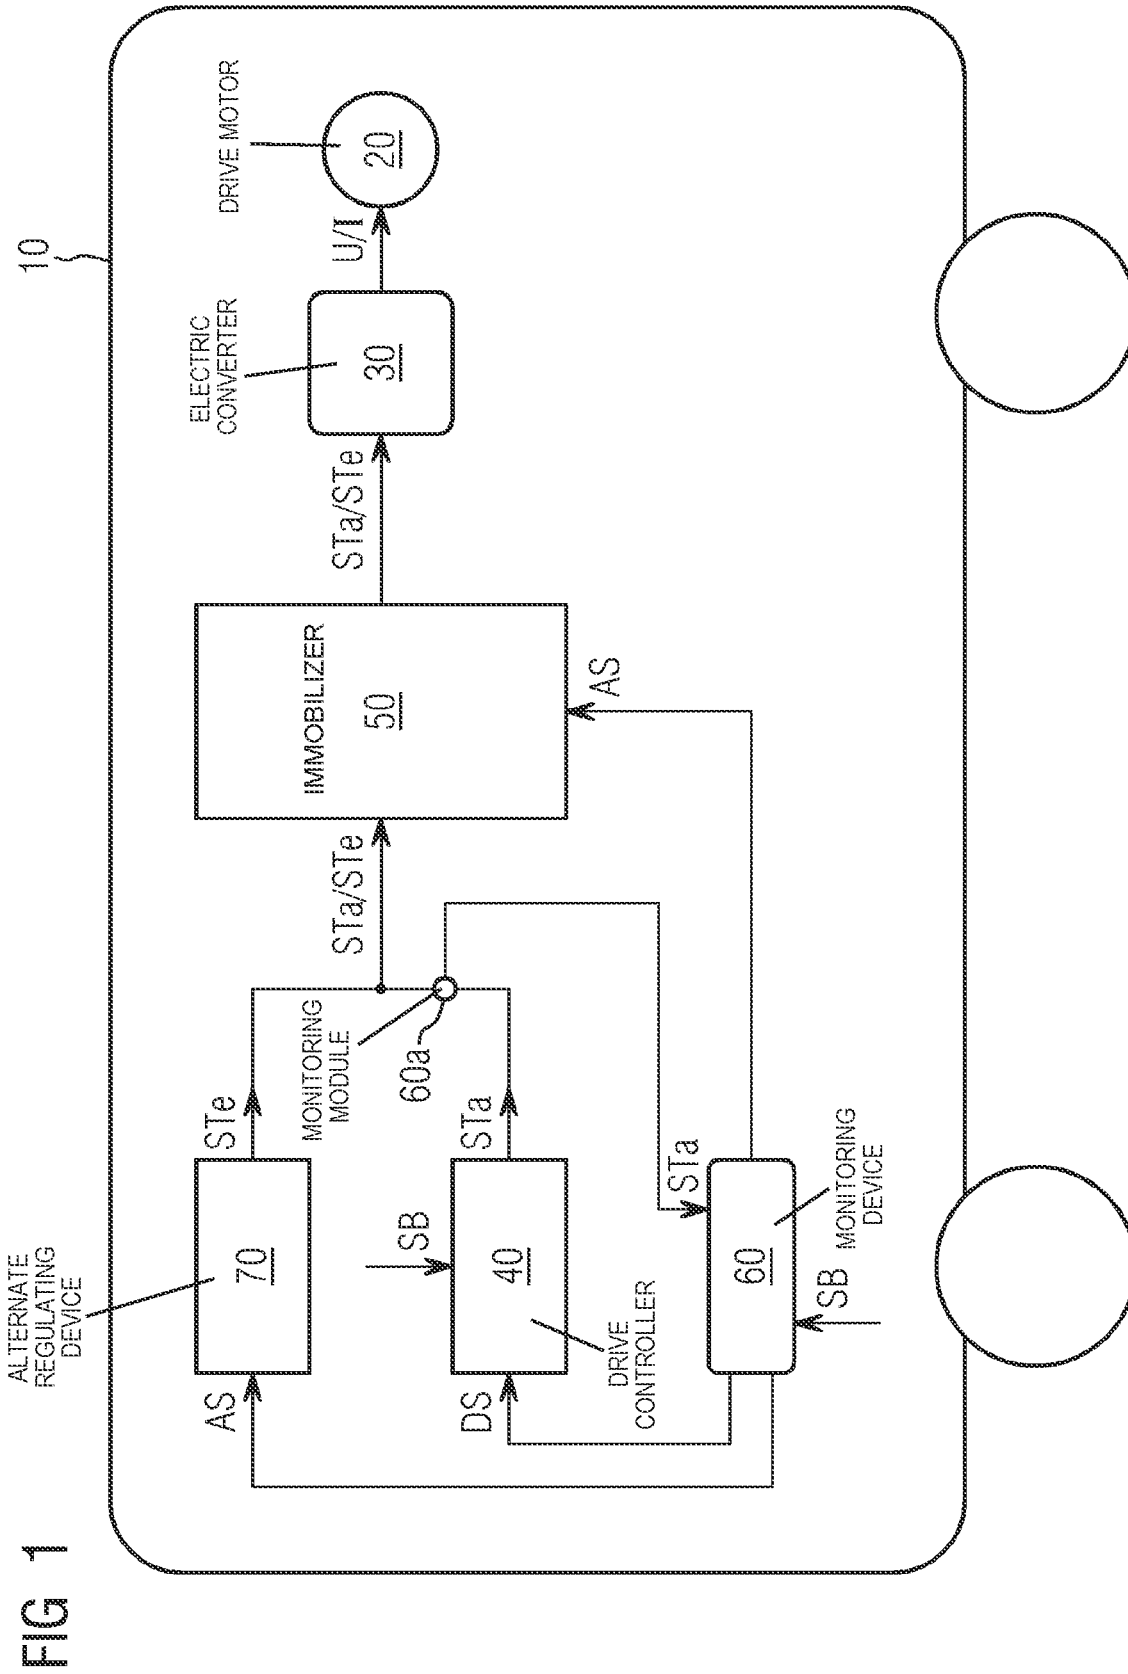 FIG 1
10
ALTERNATE
REGULATING
DEVICE
70
AS
STe
SB
40
DS
STa
DRIVE
CONTROLLER
MONITORING
MODULE
60a
STa
60
SB
MONITORING
DEVICE
STa/STe
IMMOBILIZER
50
AS
STa/STe
ELECTRIC
CONVERTER
30
U/I
DRIVE MOTOR
20